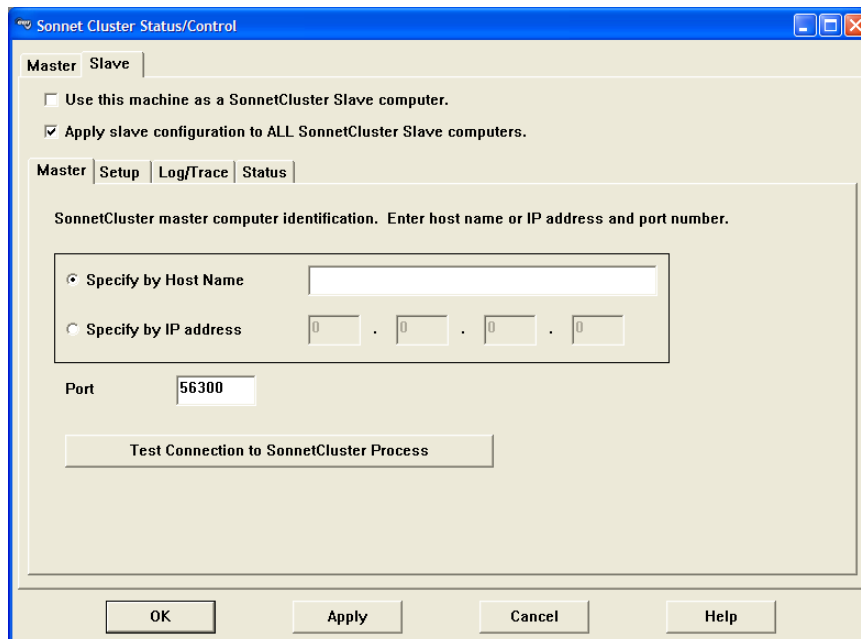 Sonnet Cluster Status/Control
Master Slave
Use this machine as a SonnetCluster Slave computer.
Apply slave configuration to ALL SonnetCluster Slave computers.
Master Setup Log/Trace Status
SonnetCluster master computer identification. Enter host name or IP address and port number.
Specify by Host Name
Specify by IP address 0 . 0 . 0 . 0
Port 56300
Test Connection to SonnetCluster Process
OK Apply Cancel Help